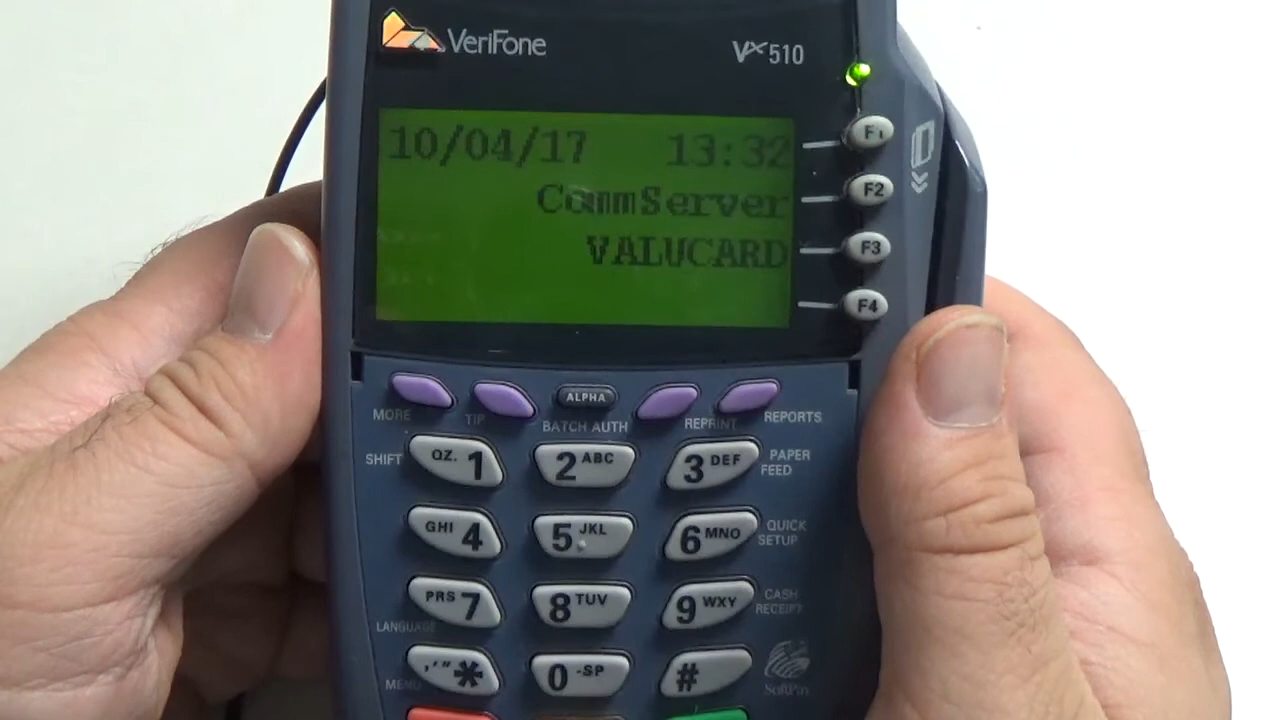 VeriFone
Vx510
10/04/17 13:32
CommServer
VALUCARD
F1
F2
F3
F4
MORE
TIP
ALPHA
BATCH AUTH
REPRINT
REPORTS
SHIFT
QZ. 1
2 ABC
3 DEF
PAPER
FEED
GHI 4
5 JKL
6 MNO
QUICK
SETUP
PRS 7
8 TUV
9 WXY
CASH
RECEIPT
LANGUAGE
MENU
,'" *
0 -SP
#
SoftPay